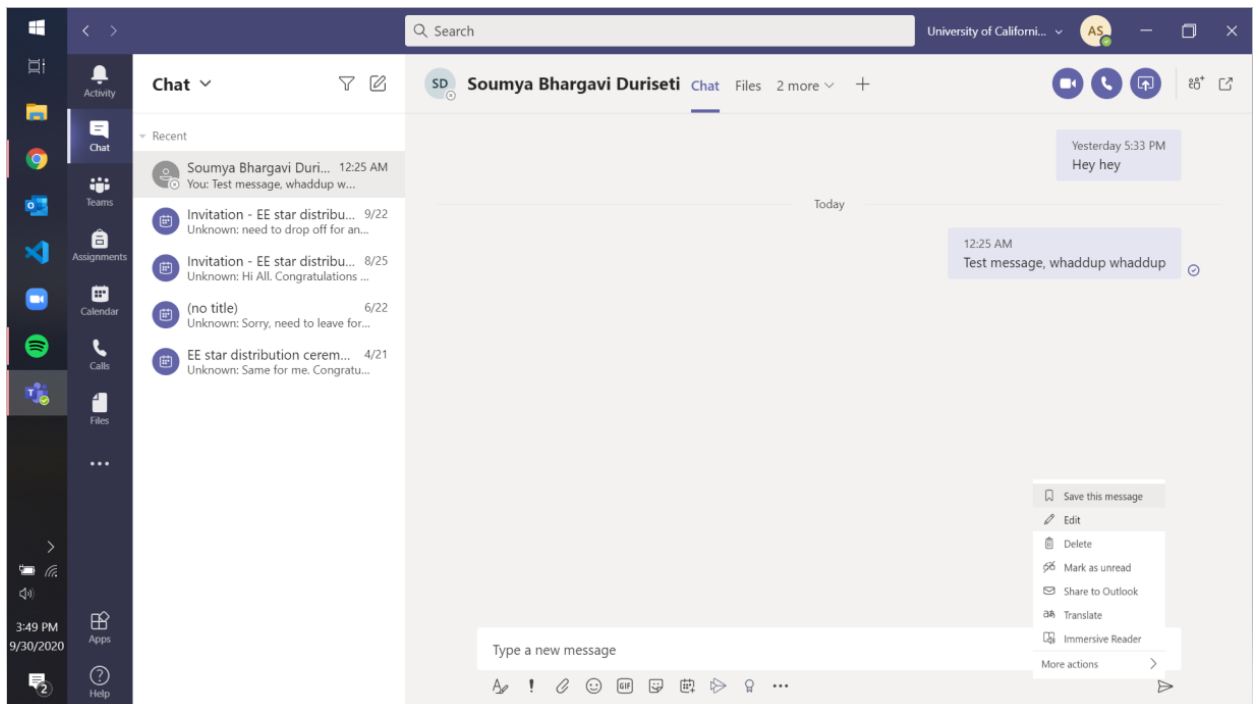 Search
University of Californi...
AS
Activity
Chat
Teams
Assignments
Calendar
Calls
Files
Apps
Help
3:49 PM
9/30/2020
2
Chat
Recent
Soumya Bhargavi Duri... 12:25 AM
You: Test message, whaddup w...
Invitation - EE star distribu... 9/22
Unknown: need to drop off for an...
Invitation - EE star distribu... 8/25
Unknown: Hi All. Congratulations ...
(no title) 6/22
Unknown: Sorry, need to leave for...
EE star distribution cerem... 4/21
Unknown: Same for me. Congratu...
SD Soumya Bhargavi Duriseti Chat Files 2 more
Yesterday 5:33 PM
Hey hey
Today
12:25 AM
Test message, whaddup whaddup
Save this message
Edit
Delete
Mark as unread
Share to Outlook
Translate
Immersive Reader
More actions
Type a new message
GIF